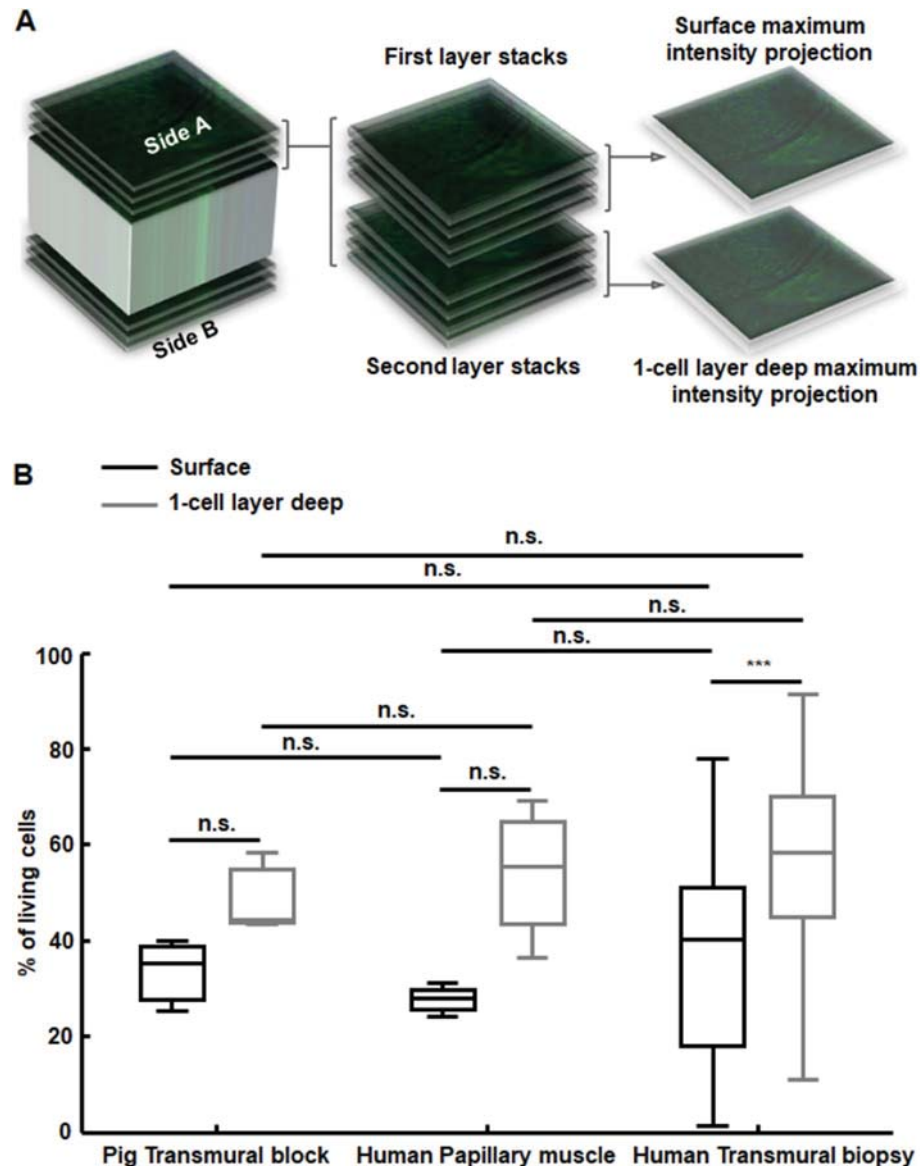 A
First layer stacks
Surface maximum
intensity projection
Side A
Side B
Second layer stacks
1-cell layer deep maximum
intensity projection
B
Surface
1-cell layer deep
n.s.
n.s.
n.s.
n.s.
***
n.s.
n.s.
n.s.
n.s.
% of living cells
100
80
60
40
20
0
Pig Transmural block
Human Papillary muscle
Human Transmural biopsy